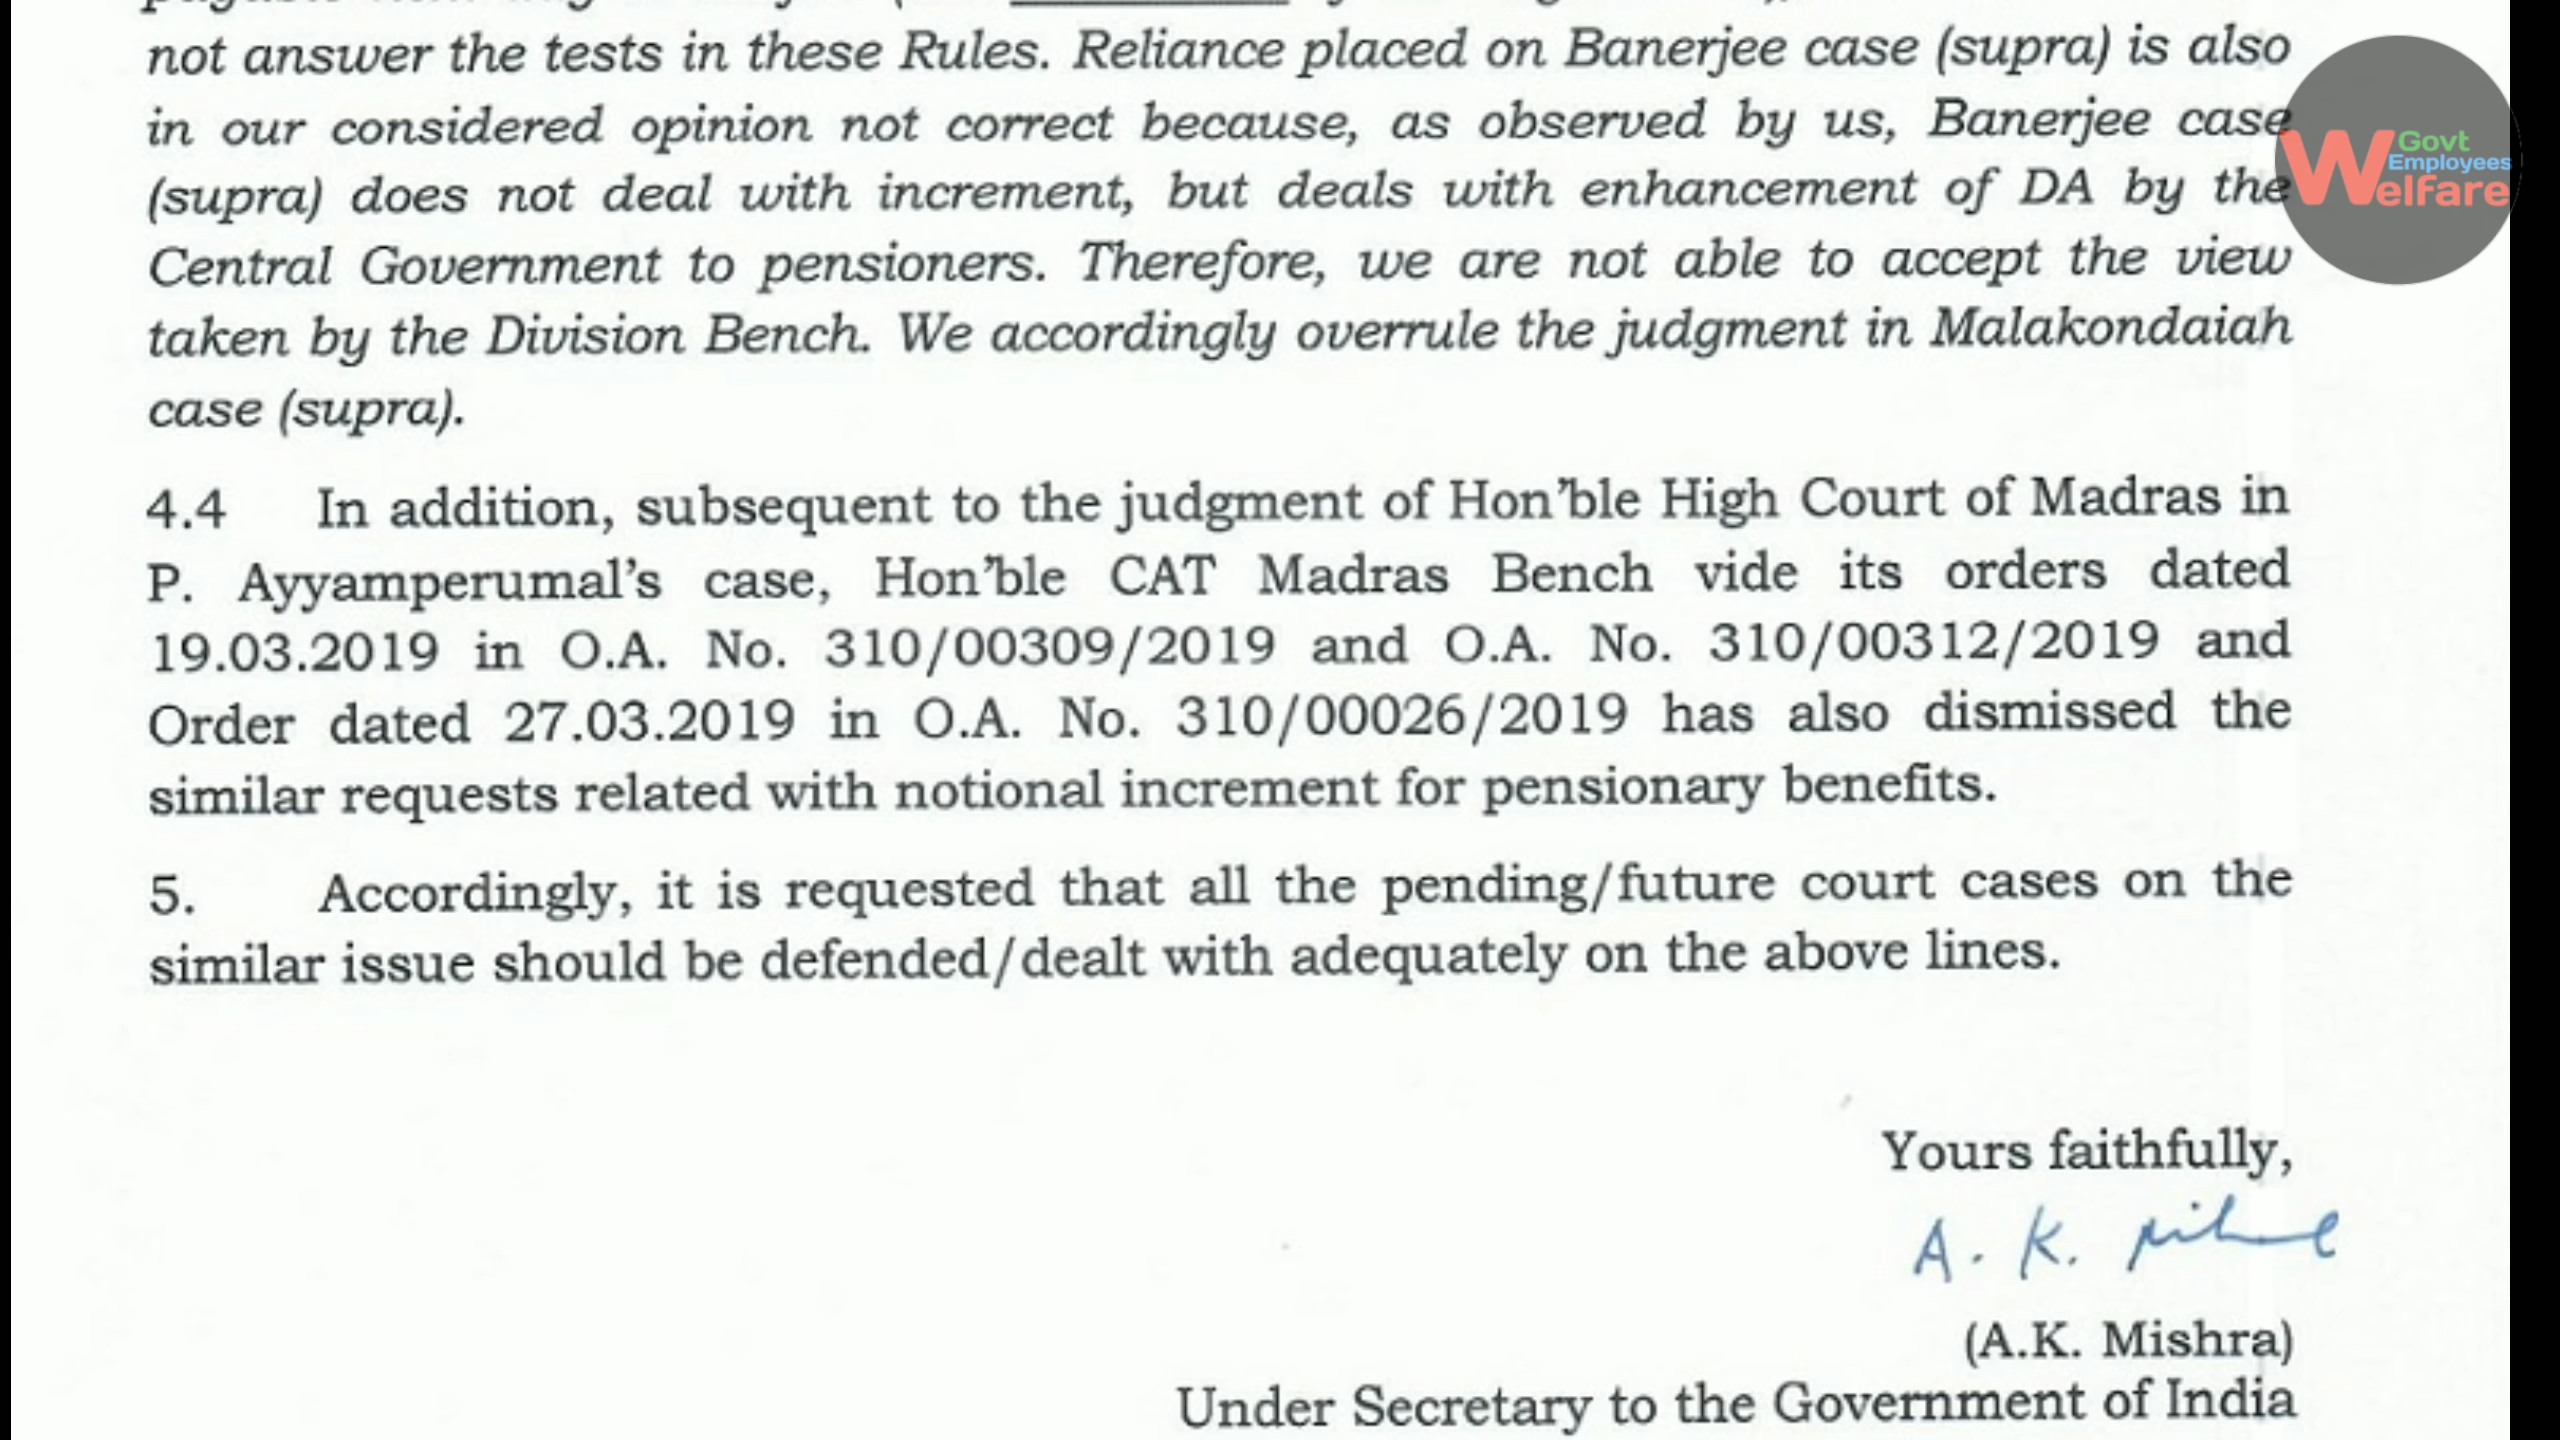 not answer the tests in these Rules. Reliance placed on Banerjee case (supra) is also
in our considered opinion not correct because, as observed by us, Banerjee case
(supra) does not deal with increment, but deals with enhancement of DA by the
Central Government to pensioners. Therefore, we are not able to accept the view
taken by the Division Bench. We accordingly overrule the judgment in Malakondaiah
case (supra).
4.4 In addition, subsequent to the judgment of Hon'ble High Court of Madras in
P. Ayyamperumal's case, Hon'ble CAT Madras Bench vide its orders dated
19.03.2019 in O.A. No. 310/00309/2019 and O.A. No. 310/00312/2019 and
Order dated 27.03.2019 in O.A. No. 310/00026/2019 has also dismissed the
similar requests related with notional increment for pensionary benefits.
5. Accordingly, it is requested that all the pending/future court cases on the
similar issue should be defended/dealt with adequately on the above lines.
Yours faithfully,
A. K.
(A.K. Mishra)
Under Secretary to the Government of India
Govt
Employees
Welfare